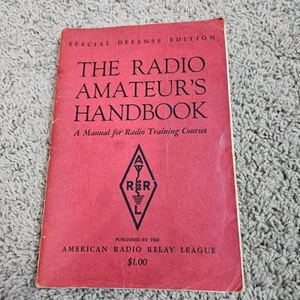 SPECIAL DEFENSE EDITION
THE RADIO
AMATEUR'S
HANDBOOK
A Manual for Radio Training Courses
A
R R
L
PUBLISHED BY THE
AMERICAN RADIO RELAY LEAGUE
$1.00